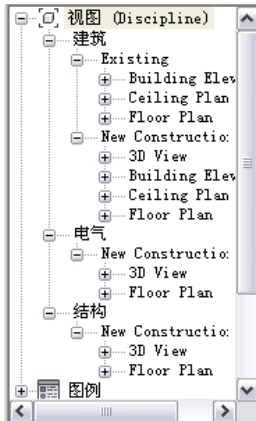 视图 (Discipline)
建筑
Existing
Building Elev
Ceiling Plan
Floor Plan
New Constructio
3D View
Building Elev
Ceiling Plan
Floor Plan
电气
New Constructio
3D View
Floor Plan
结构
New Constructio
3D View
Floor Plan
图例